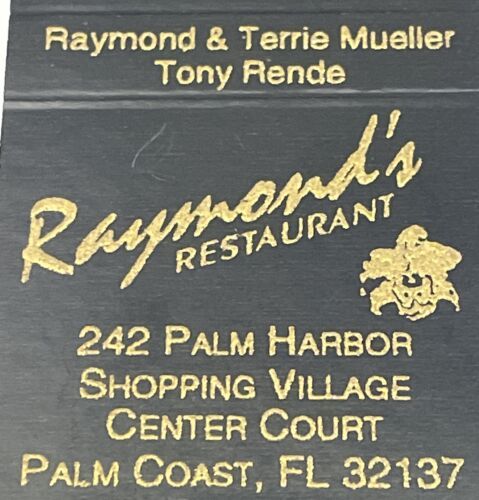 Raymond & Terrie Mueller
Tony Rende
Raymond's
RESTAURANT
242 PALM HARBOR
SHOPPING VILLAGE
CENTER COURT
PALM COAST, FL 32137